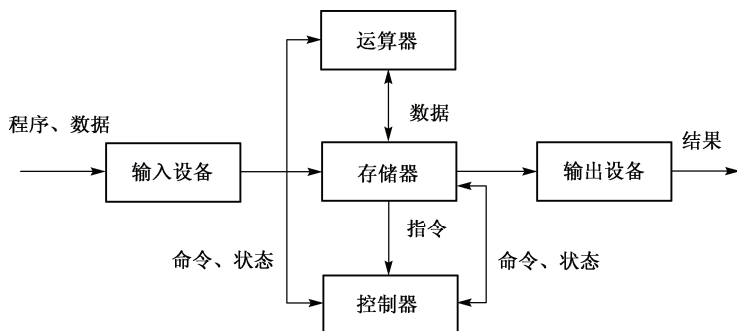 运算器
程序、数据
数据
结果
输入设备
存储器
输出设备
指令
命令、状态
命令、状态
控制器